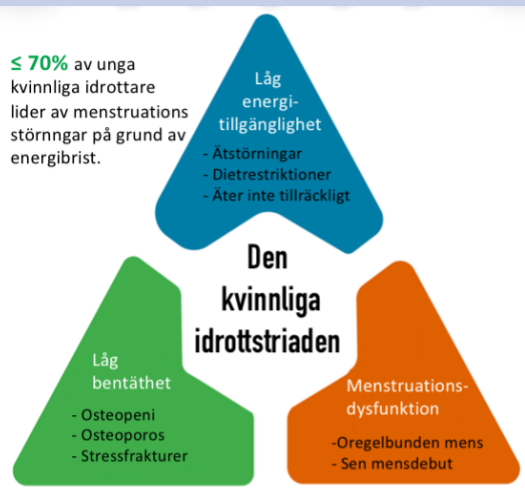 ≤ 70% av unga
kvinnliga idrottare
lider av menstruations
störnngar på grund av
energibrist.
Låg
energi-
tillgänglighet
- Ätstörningar
- Dietrestriktioner
- Äter inte tillräckligt
Den
kvinnliga
idrottstriaden
Låg
bentäthet
- Osteopeni
- Osteoporos
- Stressfrakturer
Menstruations-
dysfunktion
-Oregelbunden mens
- Sen mensdebut